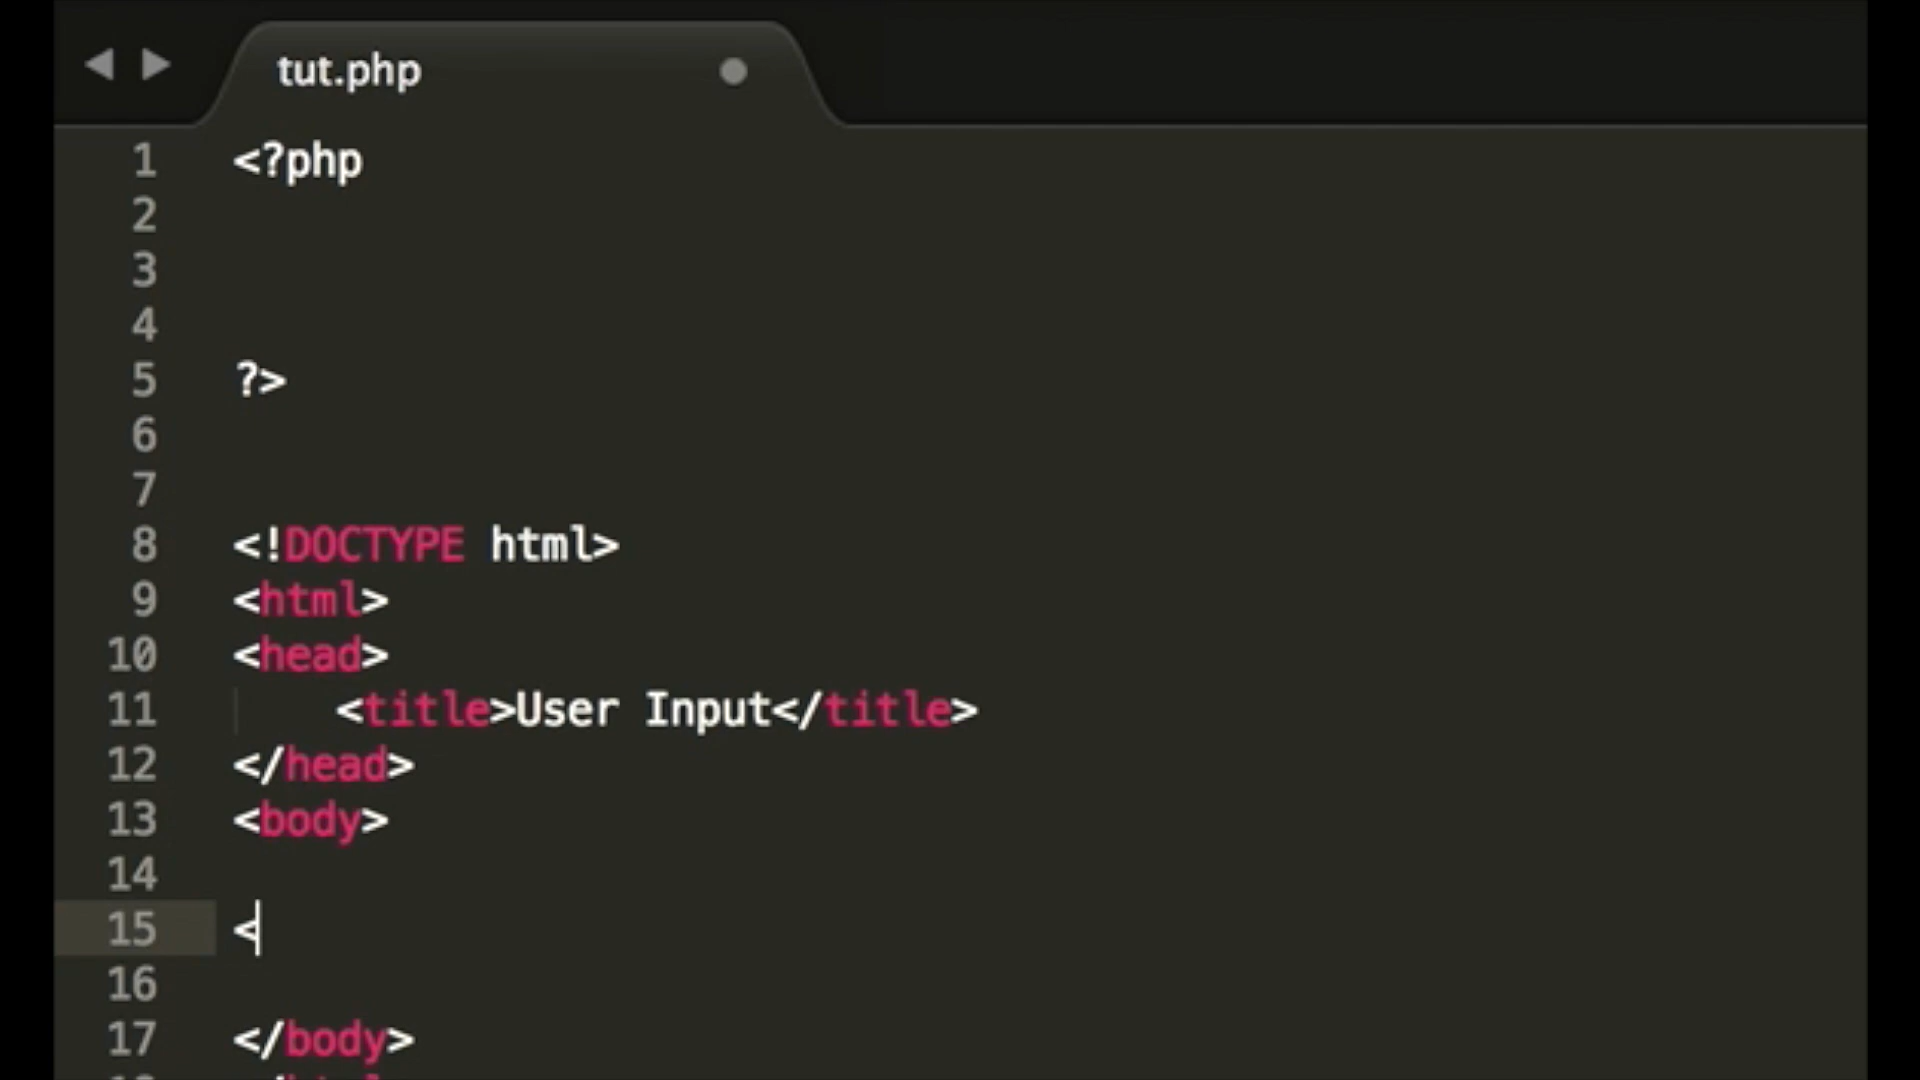 tut.php
1 <?php
2
3
4
5 ?>
6
7
8 <!DOCTYPE html>
9 <html>
10 <head>
11 <title>User Input</title>
12 </head>
13 <body>
14
15 <
16
17 </body>